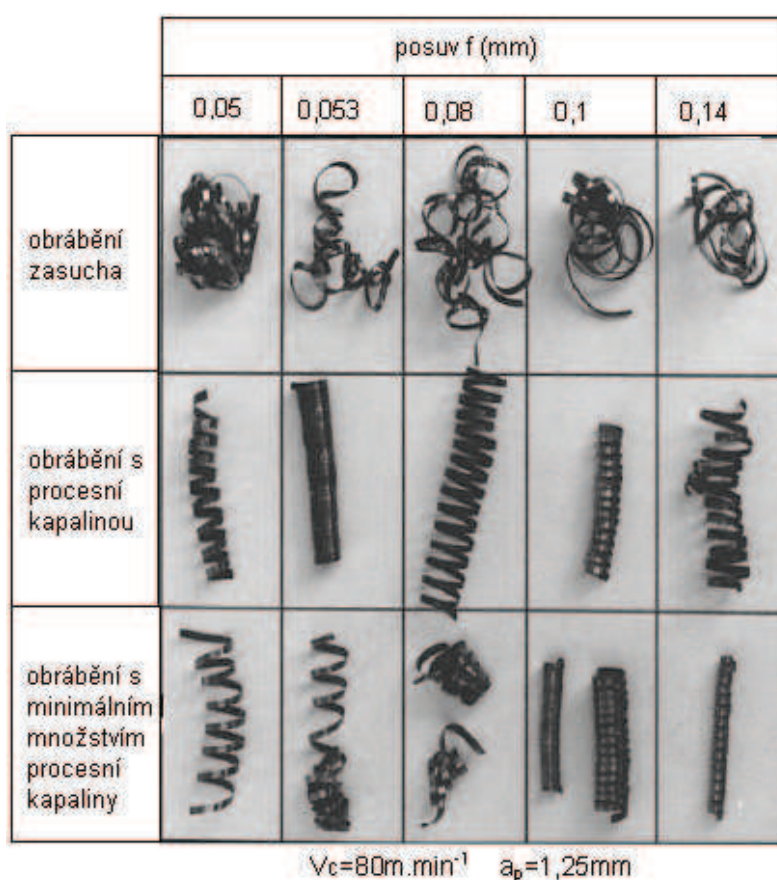 posuv f (mm)
0,05 0,053 0,08 0,1 0,14
obrábění
zasucha
obrábění s
procesní
kapalinou
obrábění s
minimálním
množstvím
procesní
kapaliny
Vc=80m.min⁻¹ aₚ=1,25mm